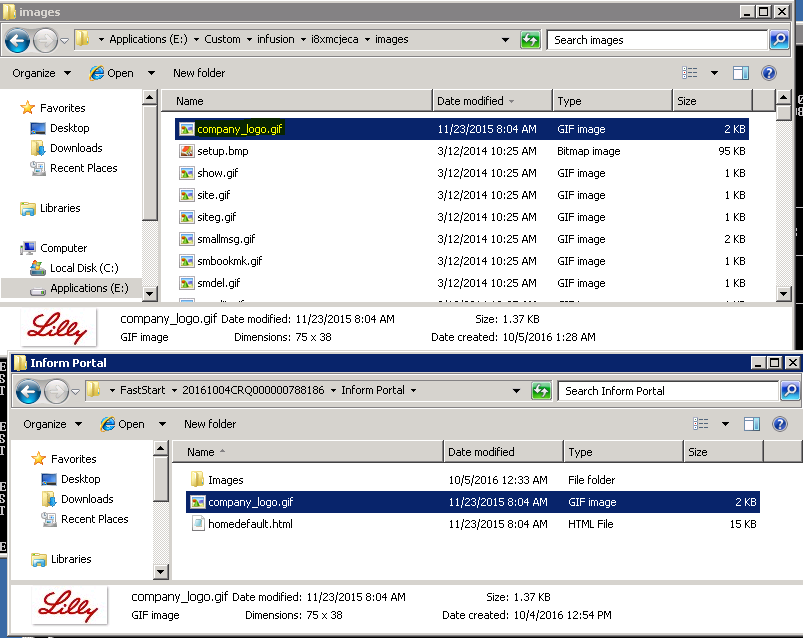 images
Applications (E:) Custom infusion i8xmcjeca images
Search images
Organize Open New folder
Name Date modified Type Size
Favorites
Desktop
Downloads
Recent Places
Libraries
Computer
Local Disk (C:)
Applications (E:)
company_logo.gif 11/23/2015 8:04 AM GIF image 2 KB
setup.bmp 3/12/2014 10:25 AM Bitmap image 95 KB
show.gif 3/12/2014 10:25 AM GIF image 1 KB
site.gif 3/12/2014 10:25 AM GIF image 1 KB
siteg.gif 3/12/2014 10:25 AM GIF image 1 KB
smallmsg.gif 3/12/2014 10:25 AM GIF image 2 KB
smbookmk.gif 3/12/2014 10:25 AM GIF image 1 KB
smdel.gif 3/12/2014 10:25 AM GIF image 1 KB
Lilly
company_logo.gif Date modified: 11/23/2015 8:04 AM Size: 1.37 KB
GIF image Dimensions: 75 x 38 Date created: 10/5/2016 1:28 AM
Inform Portal
FastStart 20161004CRQ000000788186 Inform Portal
Search Inform Portal
Organize Open New folder
Name Date modified Type Size
Favorites
Desktop
Downloads
Recent Places
Libraries
Images 10/5/2016 12:33 AM File folder
company_logo.gif 11/23/2015 8:04 AM GIF image 2 KB
homedefault.html 11/23/2015 8:04 AM HTML File 15 KB
Lilly
company_logo.gif Date modified: 11/23/2015 8:04 AM Size: 1.37 KB
GIF image Dimensions: 75 x 38 Date created: 10/4/2016 12:54 PM